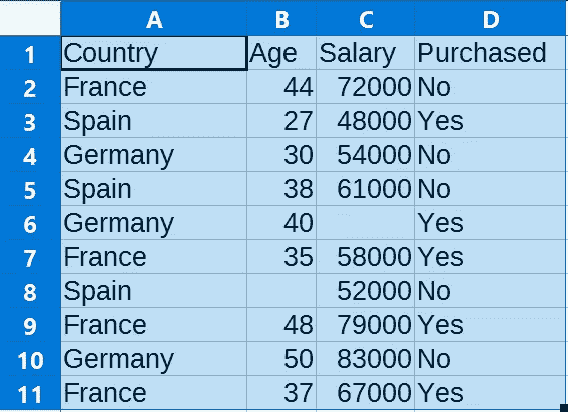 A B C D
1 Country Age Salary Purchased
2 France 44 72000 No
3 Spain 27 48000 Yes
4 Germany 30 54000 No
5 Spain 38 61000 No
6 Germany 40 Yes
7 France 35 58000 Yes
8 Spain 52000 No
9 France 48 79000 Yes
10 Germany 50 83000 No
11 France 37 67000 Yes